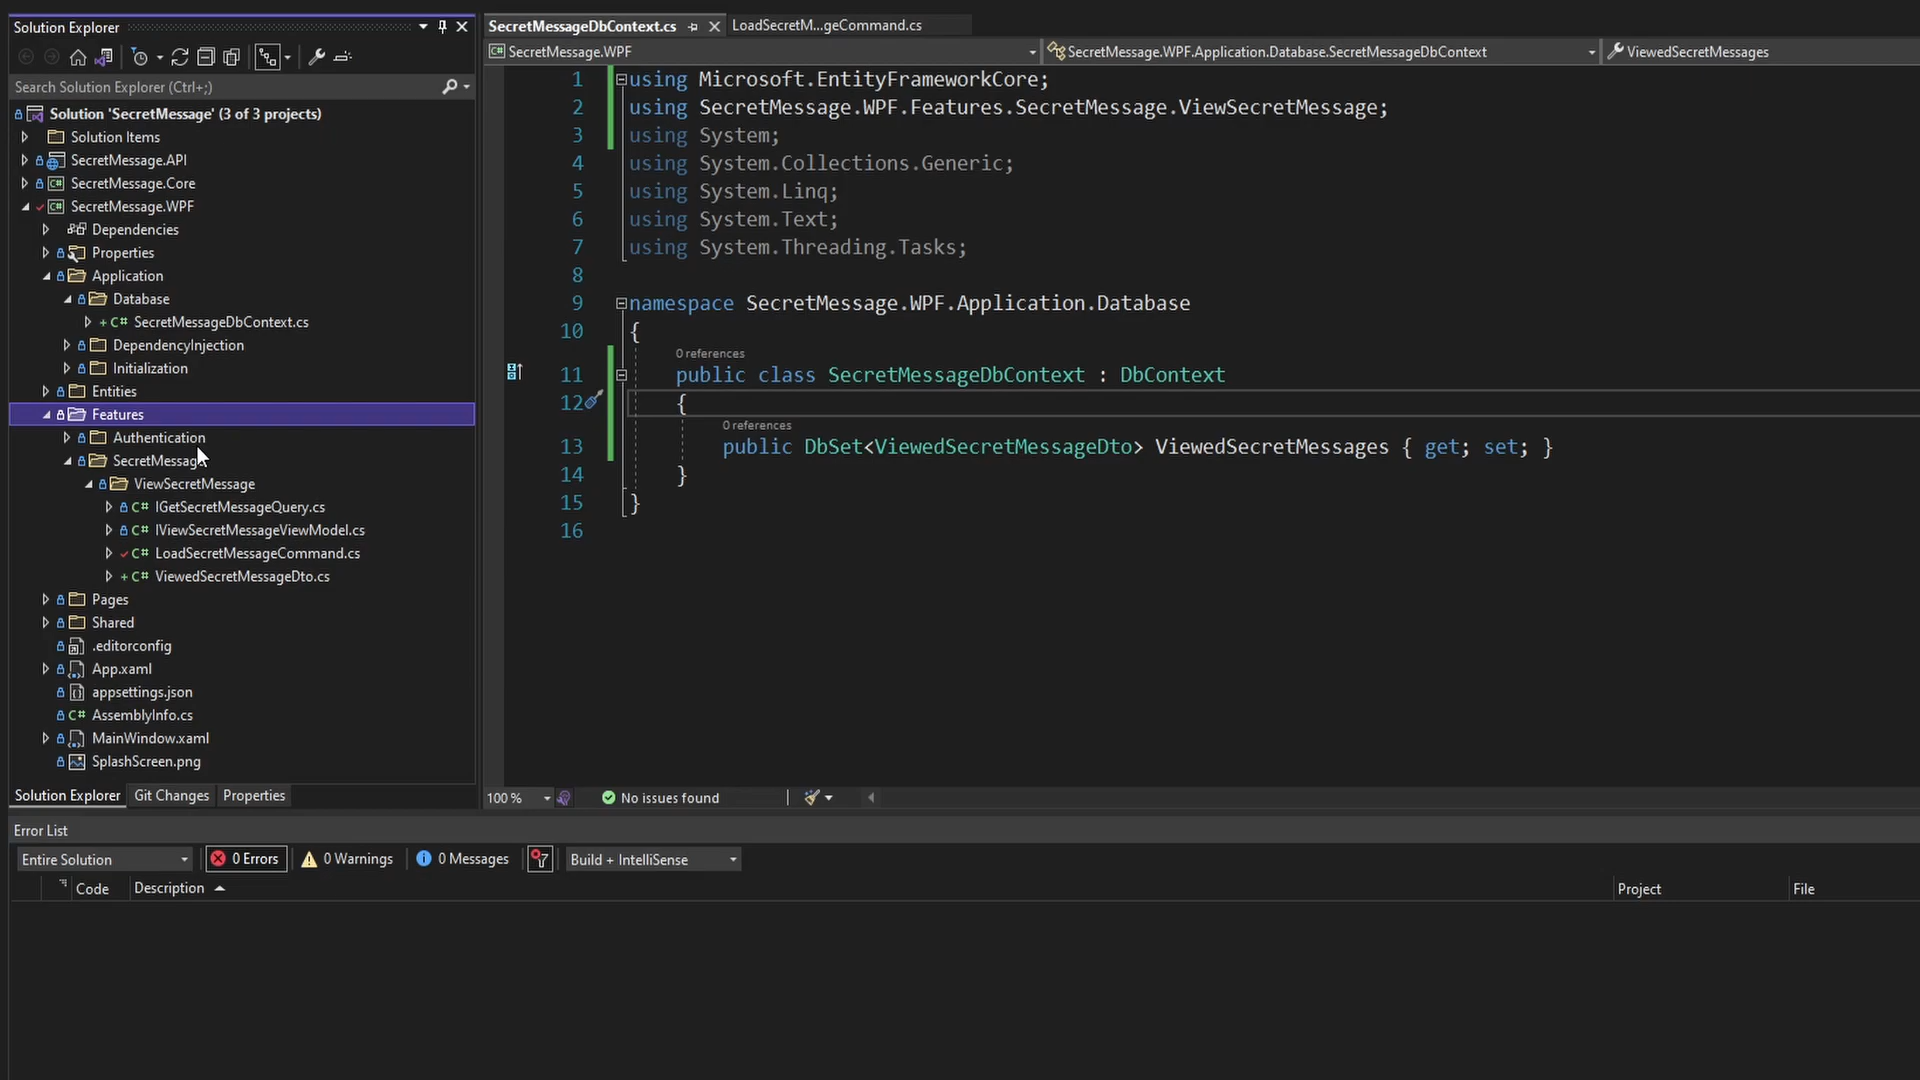 Solution Explorer
Search Solution Explorer (Ctrl+;)
Solution 'SecretMessage' (3 of 3 projects)
Solution Items
SecretMessage.API
SecretMessage.Core
SecretMessage.WPF
Dependencies
Properties
Application
Database
SecretMessageDbContext.cs
DependencyInjection
Initialization
Entities
Features
Authentication
SecretMessage
ViewSecretMessage
IGetSecretMessageQuery.cs
IViewSecretMessageViewModel.cs
LoadSecretMessageCommand.cs
ViewedSecretMessageDto.cs
Pages
Shared
.editorconfig
App.xaml
appsettings.json
AssemblyInfo.cs
MainWindow.xaml
SplashScreen.png
Solution Explorer Git Changes Properties
SecretMessageDbContext.cs LoadSecretM...geCommand.cs
SecretMessage.WPF SecretMessage.WPF.Application.Database.SecretMessageDbContext ViewedSecretMessages
1 using Microsoft.EntityFrameworkCore;
2 using SecretMessage.WPF.Features.SecretMessage.ViewSecretMessage;
3 using System;
4 using System.Collections.Generic;
5 using System.Linq;
6 using System.Text;
7 using System.Threading.Tasks;
8
9 namespace SecretMessage.WPF.Application.Database
10 {
0 references
11 public class SecretMessageDbContext : DbContext
12 {
0 references
13 public DbSet<ViewedSecretMessageDto> ViewedSecretMessages { get; set; }
14 }
15 }
16
100 % No issues found
Error List
Entire Solution 0 Errors 0 Warnings 0 Messages Build + IntelliSense
Code Description Project File